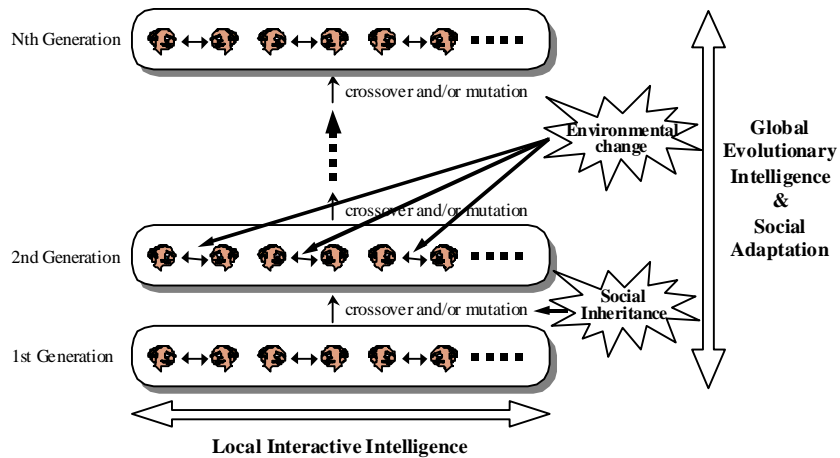 Nth Generation
crossover and/or mutation
Environmental
change
Global
Evolutionary
Intelligence
&
Social
Adaptation
crossover and/or mutation
2nd Generation
crossover and/or mutation
Social
Inheritance
1st Generation
Local Interactive Intelligence